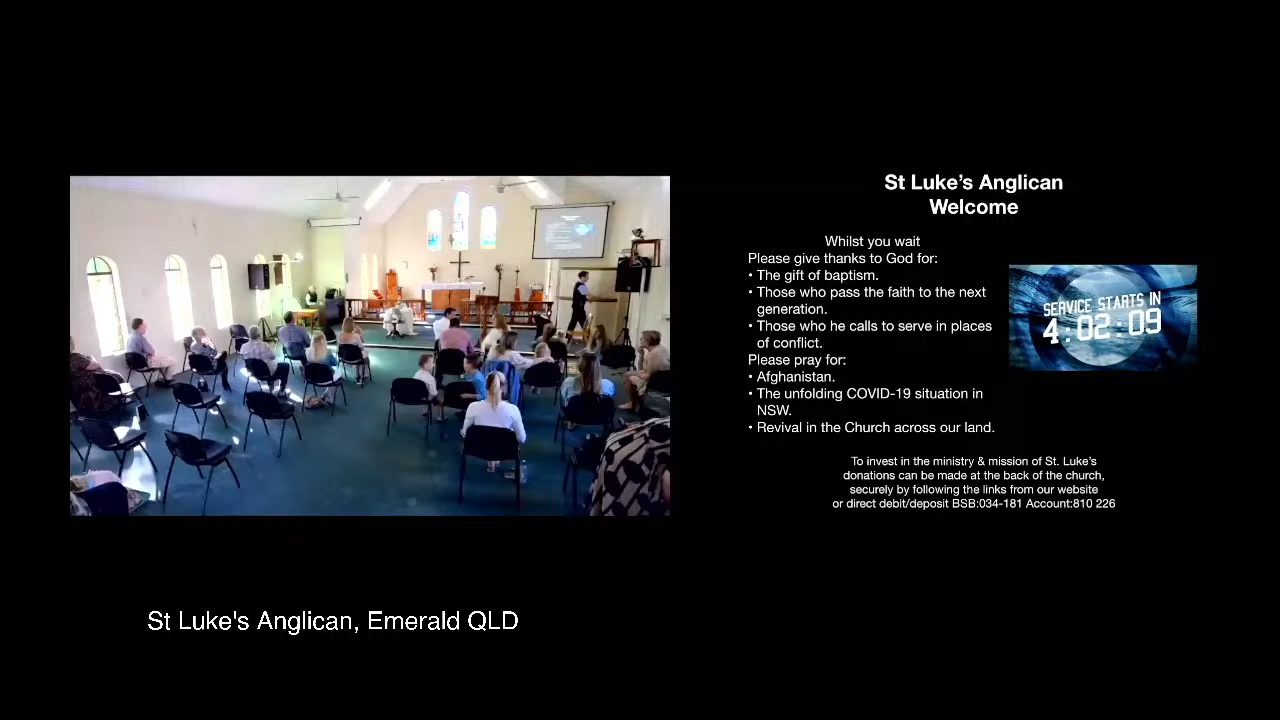 St Luke’s Anglican
Welcome
Whilst you wait
Please give thanks to God for:
• The gift of baptism.
• Those who pass the faith to the next
generation.
• Those who he calls to serve in places
of conflict.
Please pray for:
• Afghanistan.
• The unfolding COVID-19 situation in
NSW.
• Revival in the Church across our land.
SERVICE STARTS IN
4:02:09
To invest in the ministry & mission of St. Luke’s
donations can be made at the back of the church,
securely by following the links from our website
or direct debit/deposit BSB:034-181 Account:810 226
St Luke's Anglican, Emerald QLD